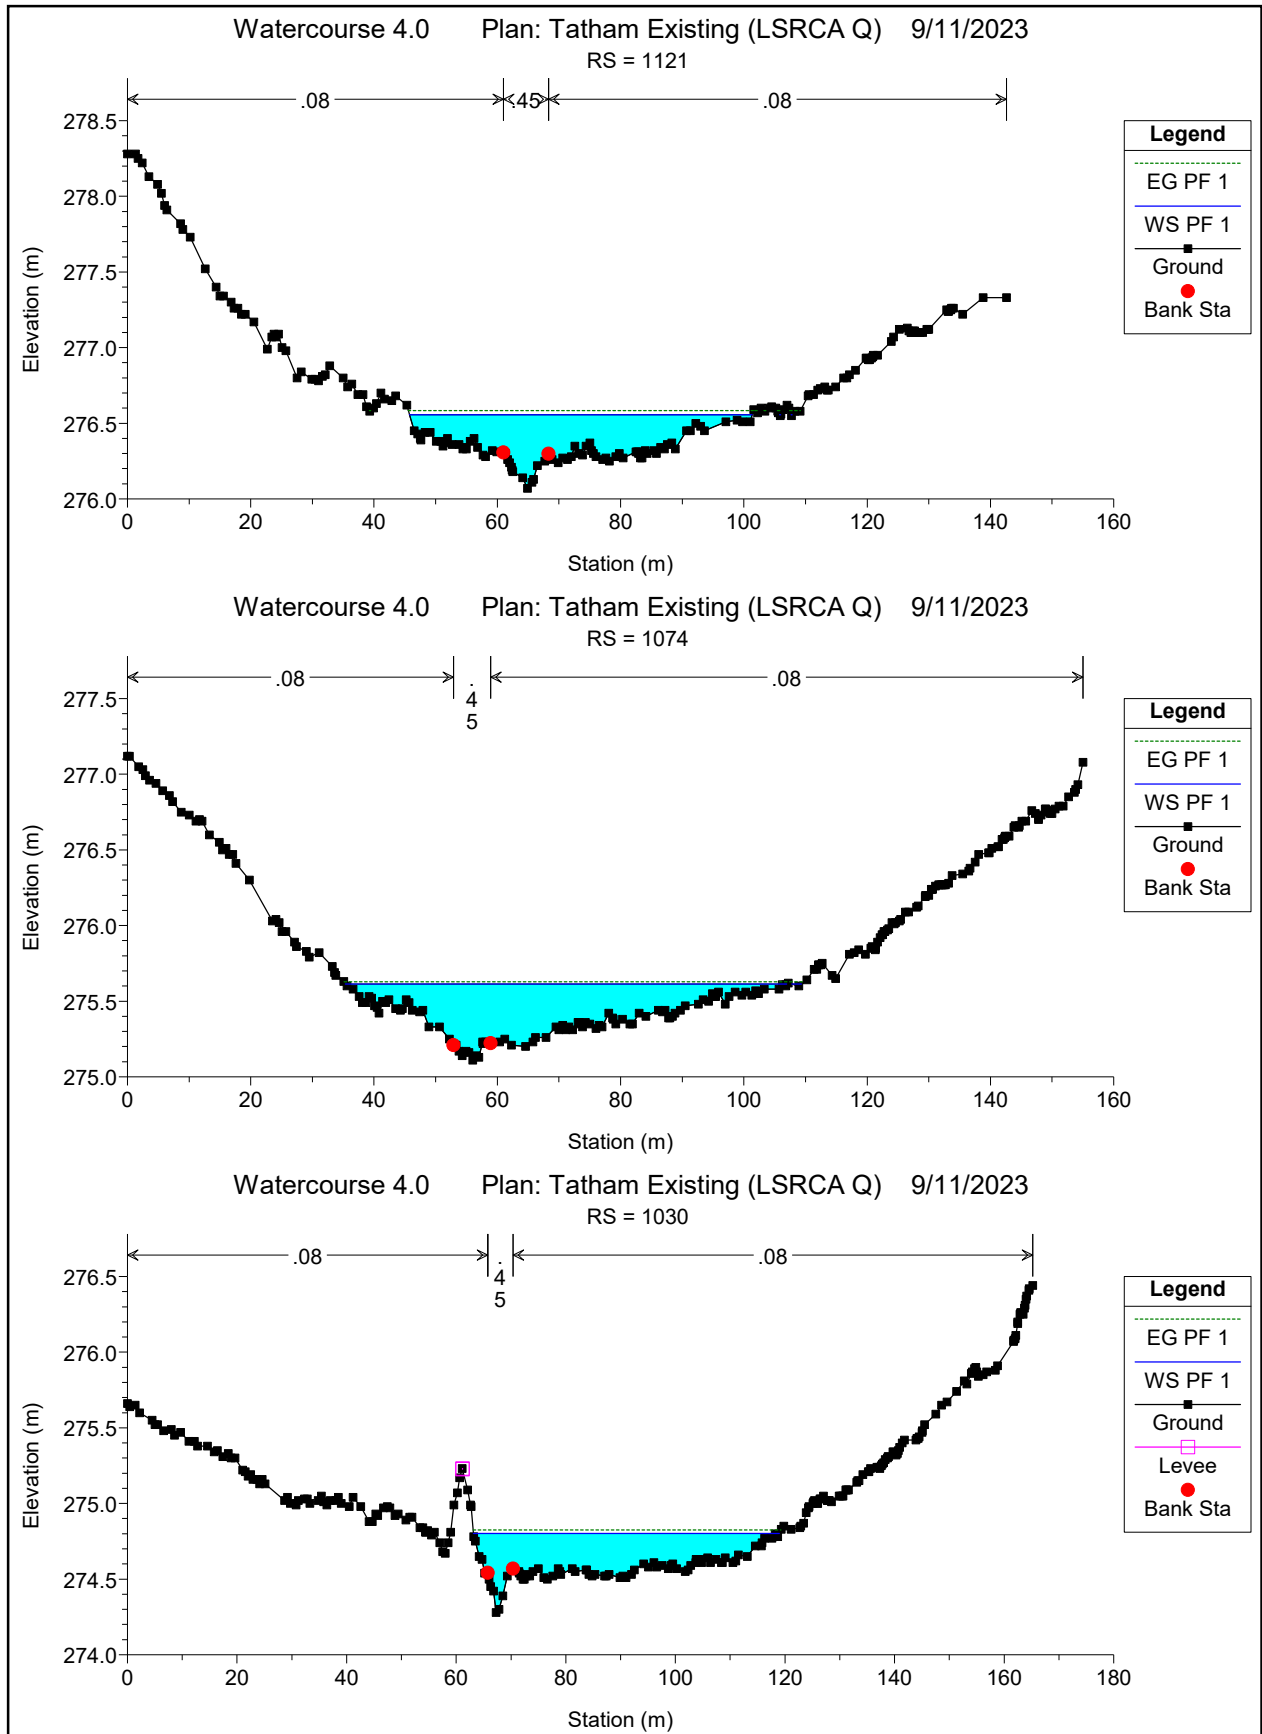 Watercourse 4.0 Plan: Tatham Existing (LSRCA Q) 9/11/2023
RS = 1121
.08 .45 .08
Elevation (m)
278.5
278.0
277.5
277.0
276.5
276.0
0 20 40 60 80 100 120 140 160
Station (m)
Legend
EG PF 1
WS PF 1
Ground
Bank Sta
Watercourse 4.0 Plan: Tatham Existing (LSRCA Q) 9/11/2023
RS = 1074
.08 .45 .08
Elevation (m)
277.5
277.0
276.5
276.0
275.5
275.0
0 20 40 60 80 100 120 140 160
Station (m)
Legend
EG PF 1
WS PF 1
Ground
Bank Sta
Watercourse 4.0 Plan: Tatham Existing (LSRCA Q) 9/11/2023
RS = 1030
.08 .45 .08
Elevation (m)
276.5
276.0
275.5
275.0
274.5
274.0
0 20 40 60 80 100 120 140 160 180
Station (m)
Legend
EG PF 1
WS PF 1
Ground
Levee
Bank Sta